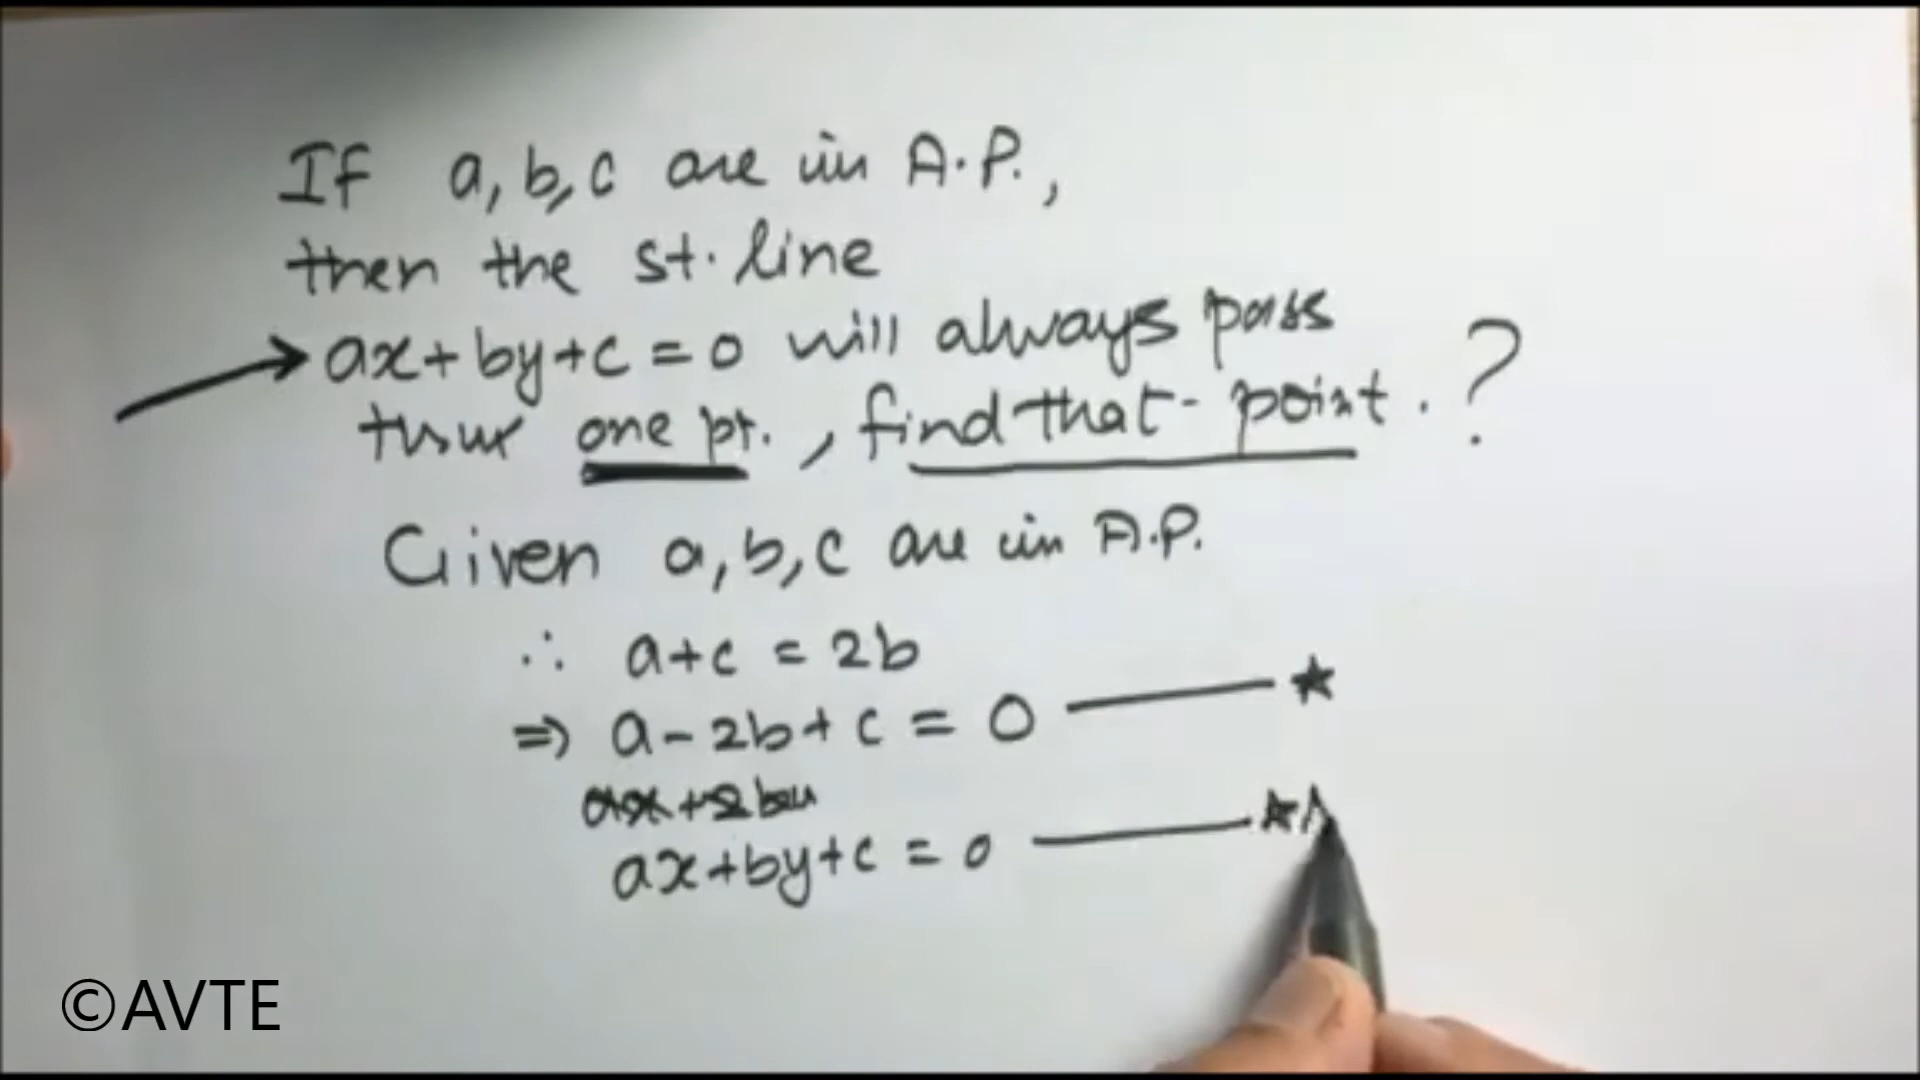 If a, b, c are in A.P.,
then the st. line
ax+by+c=0 will always pass
thru one pt., find that point. ?
Given a, b, c are in A.P.
∴ a+c = 2b
⇒ a-2b+c = 0 —— ★
ax+by+c = 0 —— ★
©AVTE